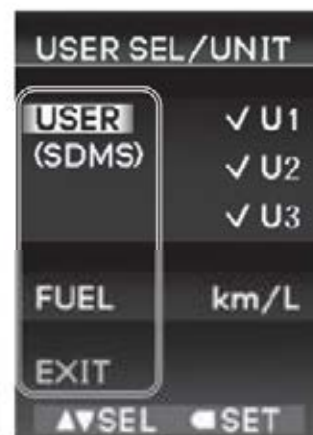 USER SEL/UNIT
USER ✓ U1
(SDMS) ✓ U2
✓ U3
FUEL km/L
EXIT
▲▼SEL ◀SET